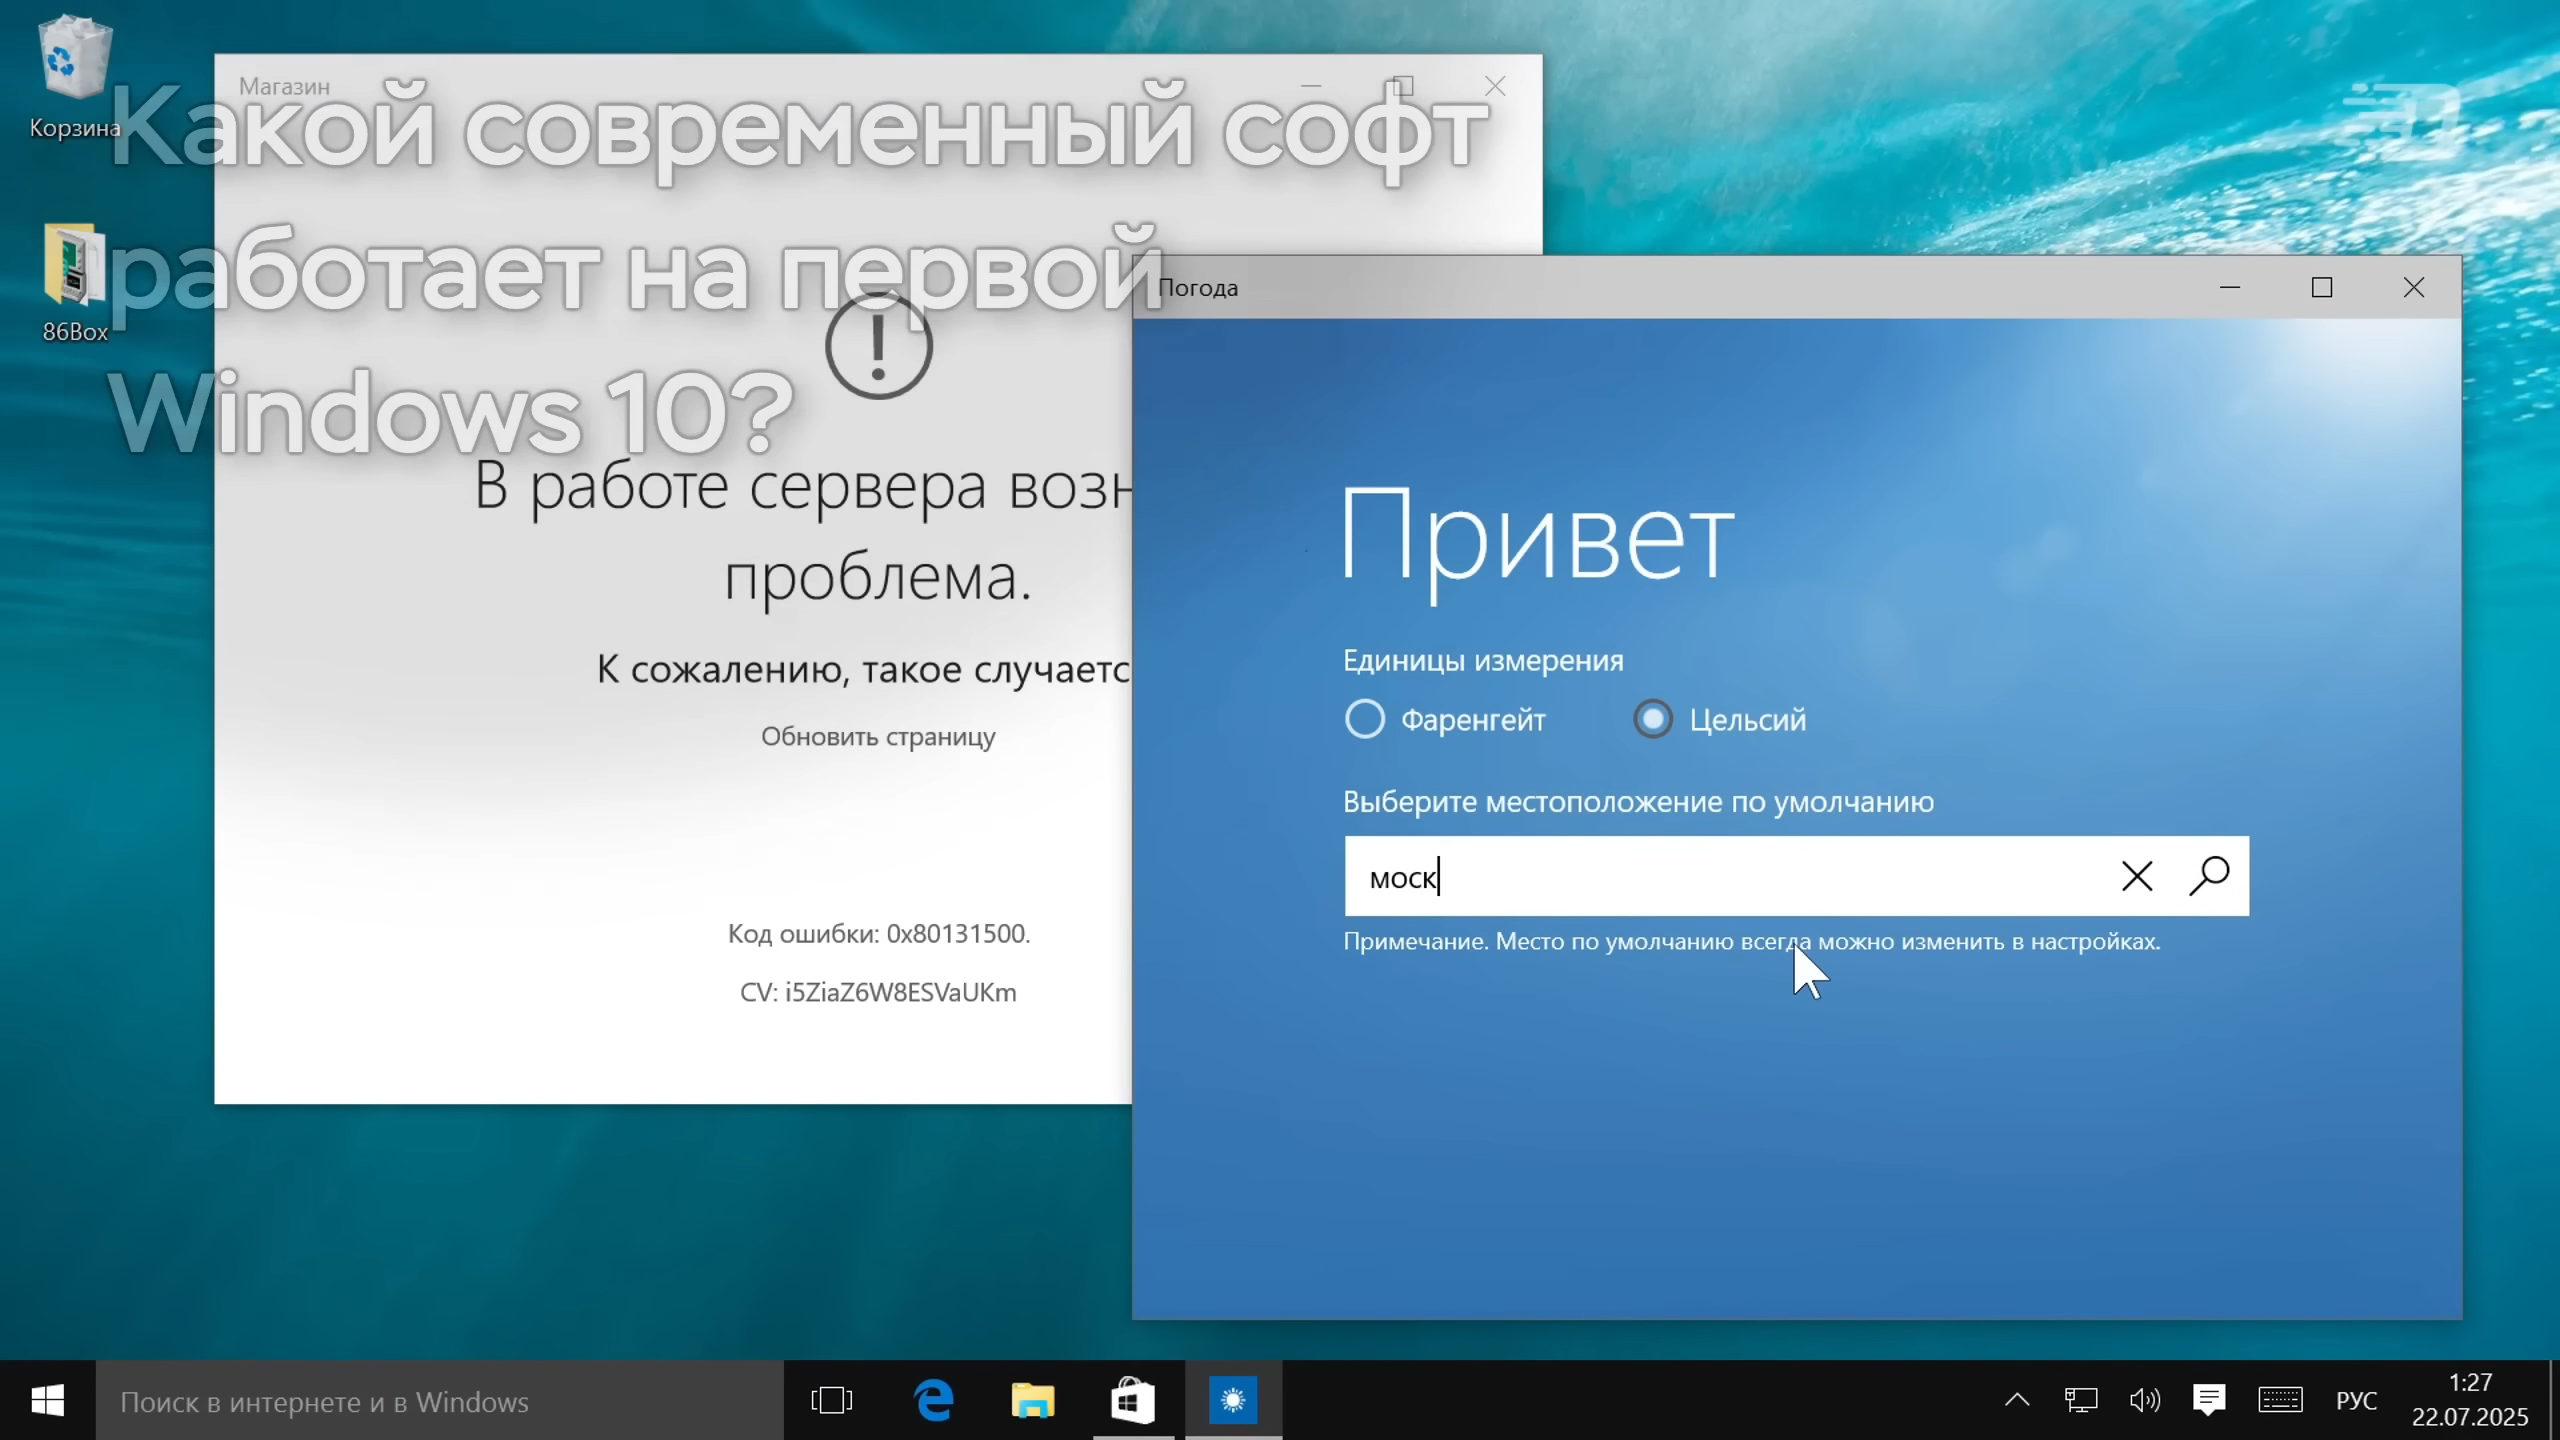 Корзина
86Box
Магазин
Какой современный софт
работает на первой
Windows 10?
В работе сервера возн
проблема.
К сожалению, такое случаетс
Обновить страницу
Код ошибки: 0x80131500.
CV: i5ZiaZ6W8ESVaUKm
Погода
Привет
Единицы измерения
Фаренгейт
Цельсий
Выберите местоположение по умолчанию
моск
Примечание. Место по умолчанию всегда можно изменить в настройках.
Поиск в интернете и в Windows
РУС
1:27
22.07.2025